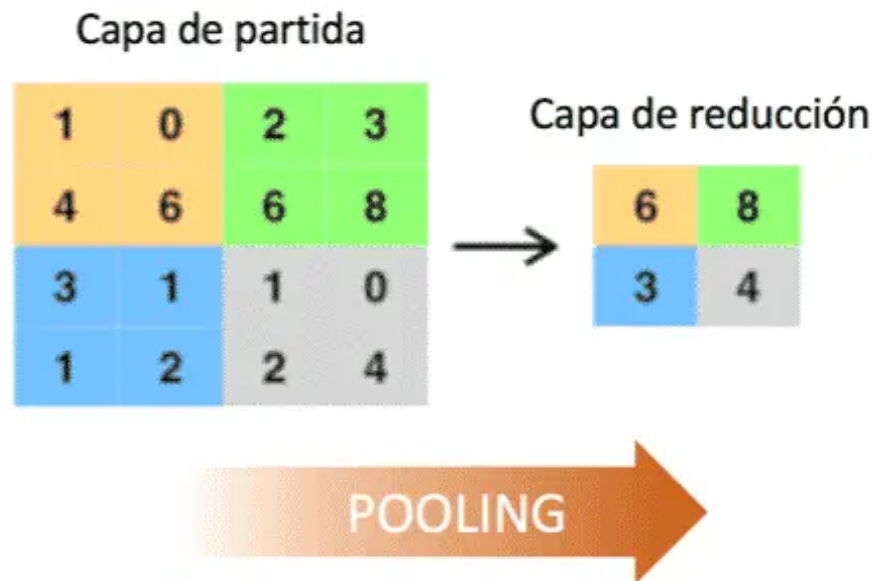 Capa de partida
1 0 2 3
4 6 6 8
3 1 1 0
1 2 2 4
Capa de reducción
6 8
3 4
POOLING